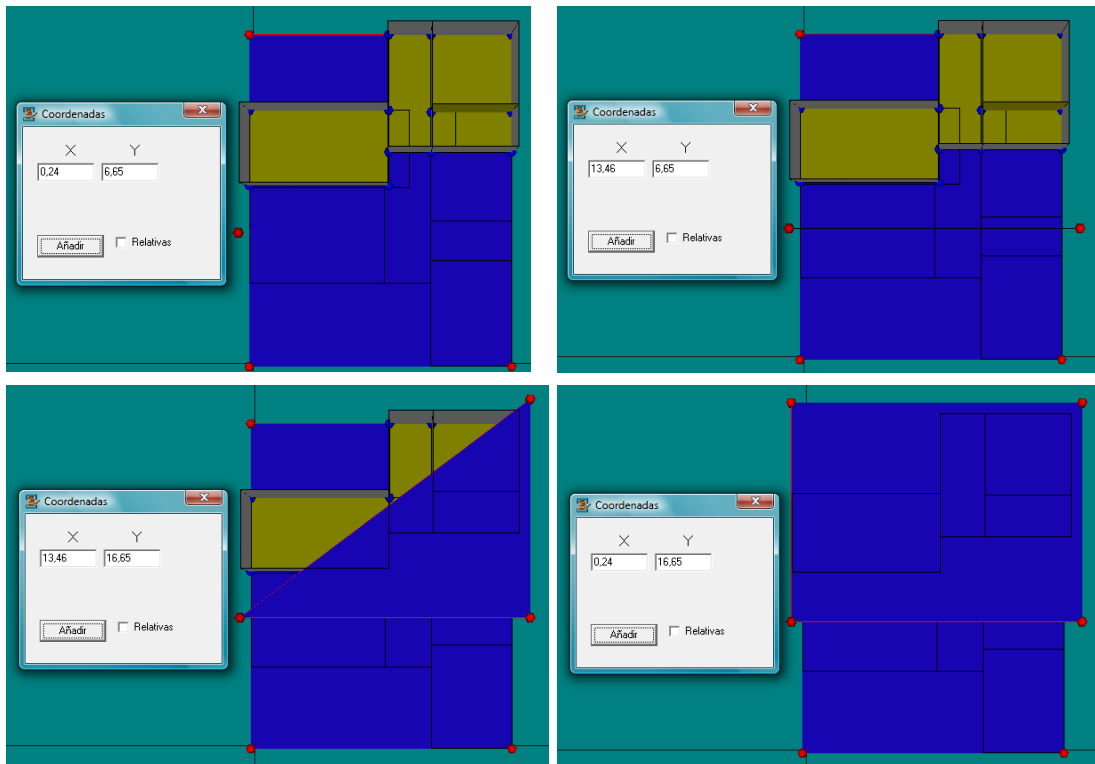 Coordenadas
X Y
0,24 6,65
Añadir Relativas
Coordenadas
X Y
13,46 6,65
Añadir Relativas
Coordenadas
X Y
13,46 16,65
Añadir Relativas
Coordenadas
X Y
0,24 16,65
Añadir Relativas